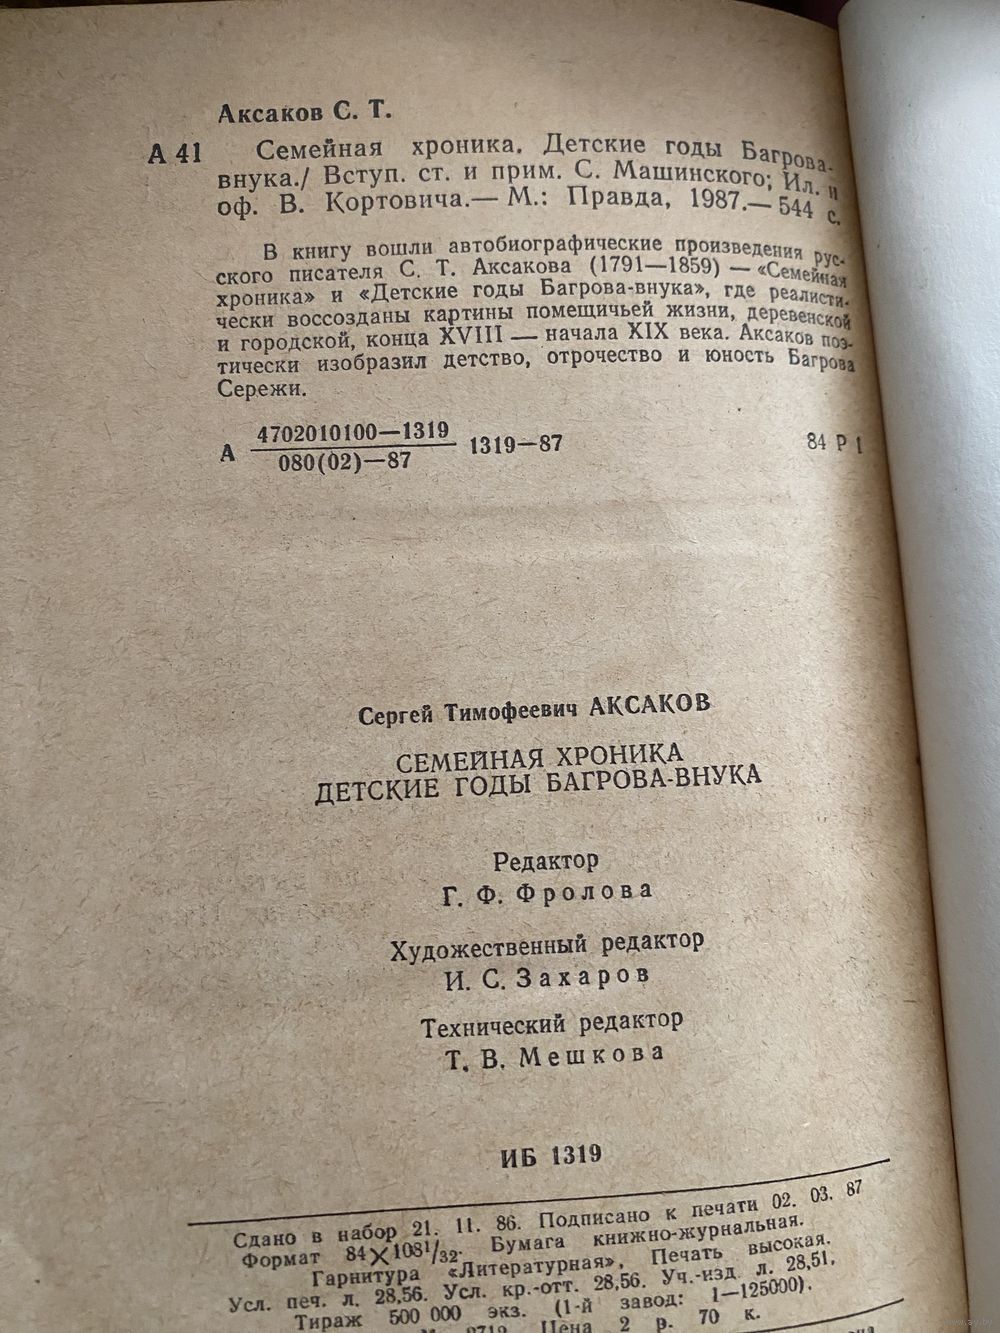 Аксаков С. Т.
А 41 Семейная хроника. Детские годы Багрова-
внука./ Вступ. ст. и прим. С. Машинского; Ил. и
оф. В. Кортовича.— М.: Правда, 1987.— 544 с.
В книгу вошли автобиографические произведения рус-
ского писателя С. Т. Аксакова (1791—1859) — «Семейная
хроника» и «Детские годы Багрова-внука», где реалисти-
чески воссозданы картины помещичьей жизни, деревенской
и городской, конца XVIII — начала XIX века. Аксаков поэ-
тически изобразил детство, отрочество и юность Багрова
Сережи.
4702010100—1319
А 1319—87 84 Р 1
080(02)—87
Сергей Тимофеевич АКСАКОВ
СЕМЕЙНАЯ ХРОНИКА
ДЕТСКИЕ ГОДЫ БАГРОВА-ВНУКА
Редактор
Г. Ф. Фролова
Художественный редактор
И. С. Захаров
Технический редактор
Т. В. Мешкова
ИБ 1319
Сдано в набор 21. 11. 86. Подписано к печати 02. 03. 87
Формат 84×108 1/32. Бумага книжно-журнальная.
Гарнитура «Литературная», Печать высокая.
Усл. печ. л. 28,56. Усл. кр.-отт. 28,56. Уч.-изд л. 28,51.
Тираж 500 000 экз. (1-й завод: 1—125000).
2712 Цена 2 р. 70 к.